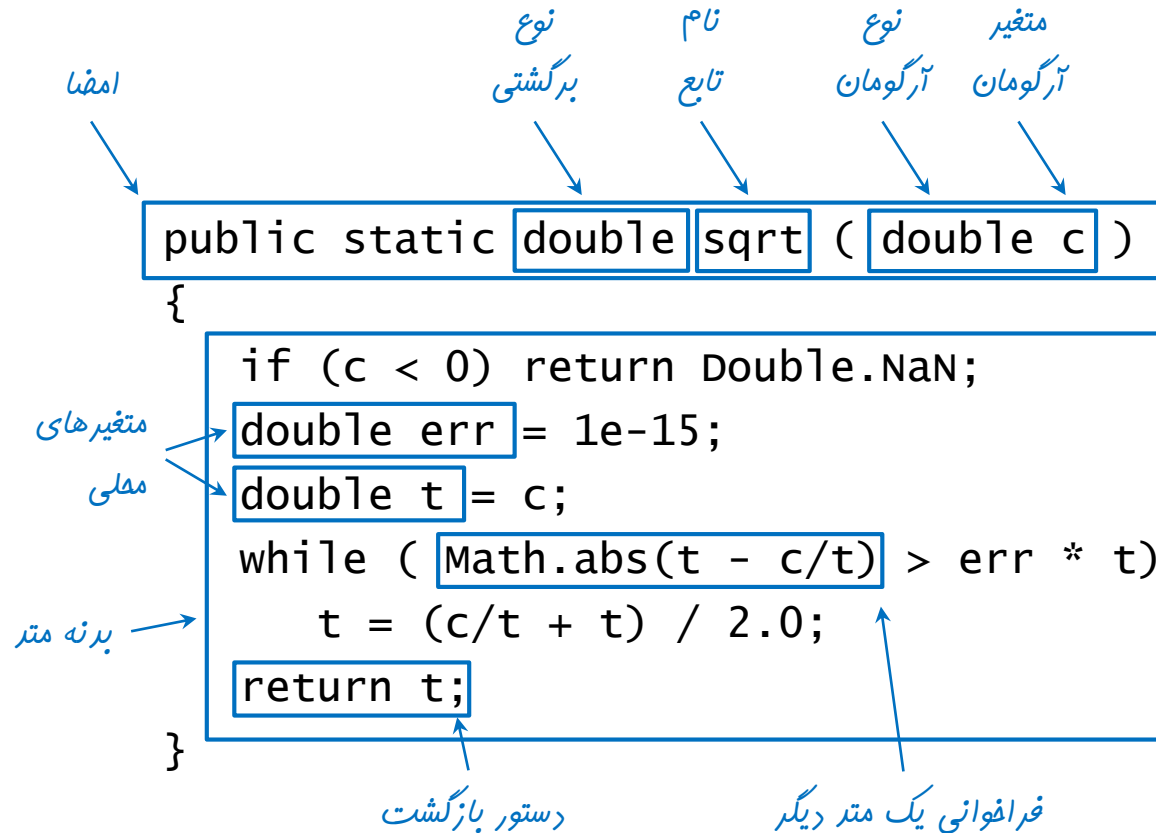 نوع
نام
نوع
متغیر
امضا
برگشتی
تابع
آرگومان
آرگومان
public static double sqrt ( double c )
{
if (c < 0) return Double.NaN;
متغیرهای
double err = 1e-15;
محلی
double t = c;
while ( Math.abs(t - c/t) > err * t)
برنه متر
t = (c/t + t) / 2.0;
return t;
}
دستور بازگشت
فراخوانی یک متر دیگر